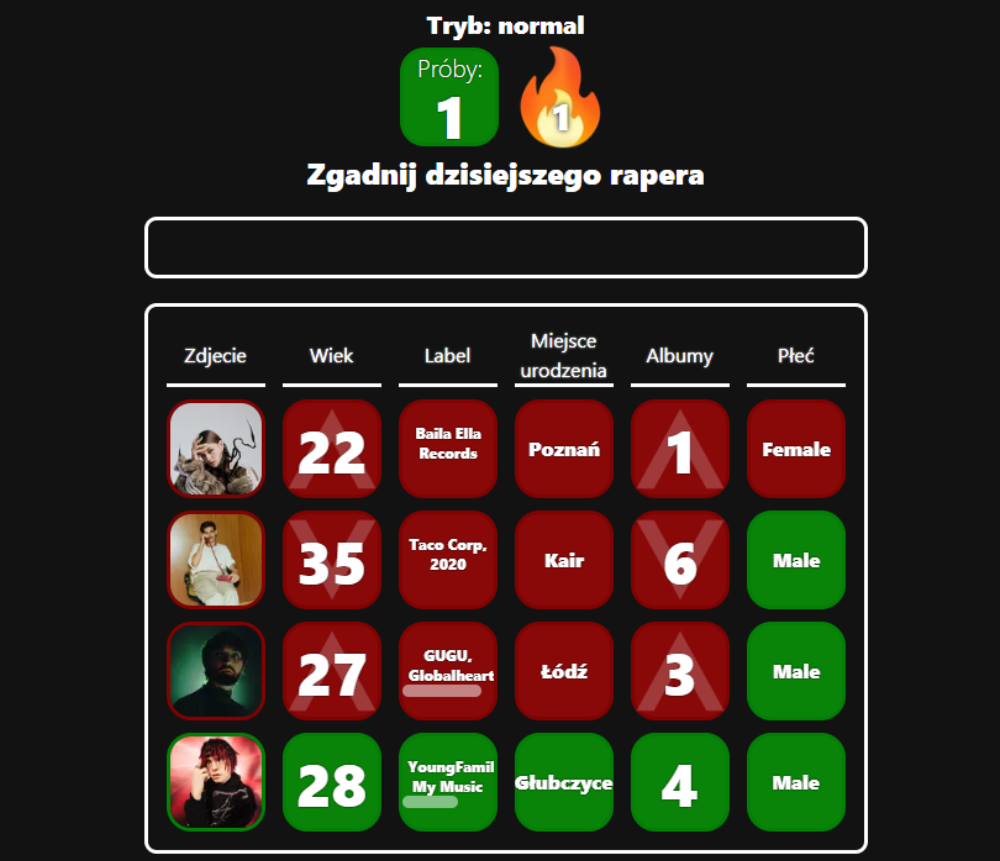 Tryb: normal
Próby:
1
1
Zgadnij dzisiejszego rapera
Zdjecie
Wiek
Label
Miejsce
urodzenia
Albumy
Płeć
22
Baila Ella
Records
Poznań
1
Female
35
Taco Corp,
2020
Kair
6
Male
27
GUGU,
Globalheart
Łódź
3
Male
28
YoungFamil
My Music
Głubczyce
4
Male